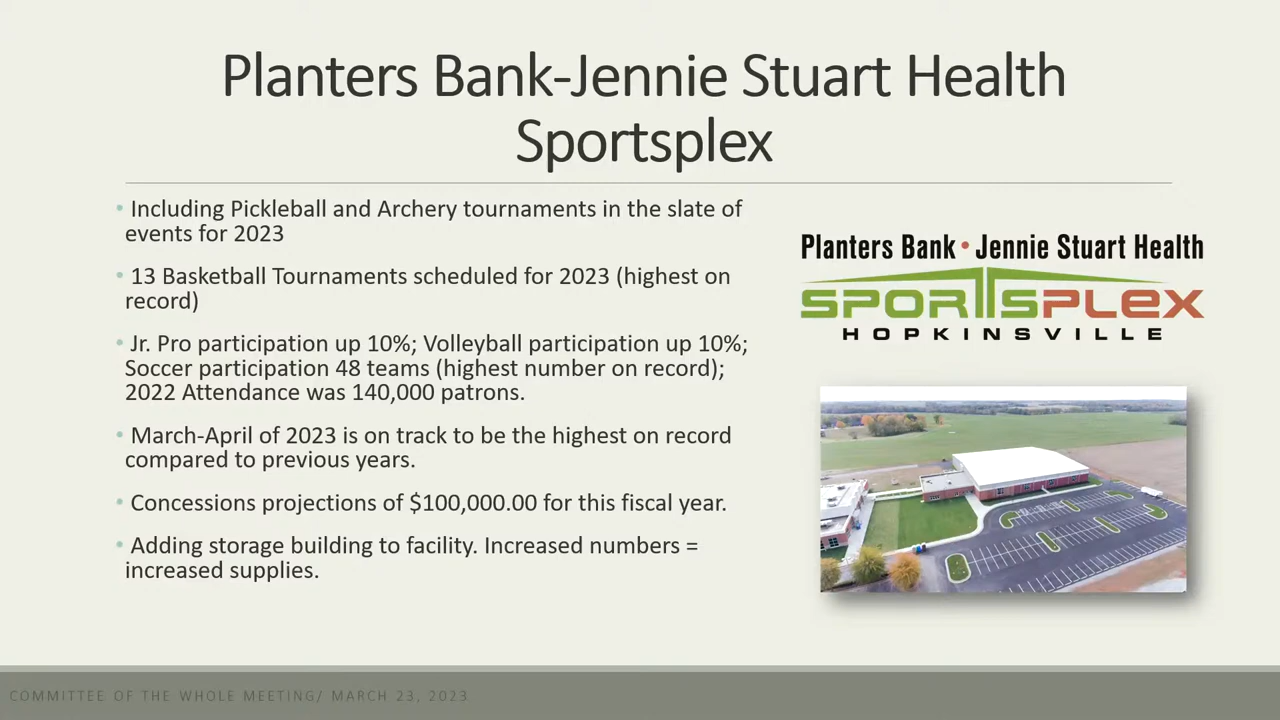 Planters Bank-Jennie Stuart Health
Sportsplex
• Including Pickleball and Archery tournaments in the slate of
events for 2023
• 13 Basketball Tournaments scheduled for 2023 (highest on
record)
• Jr. Pro participation up 10%; Volleyball participation up 10%;
Soccer participation 48 teams (highest number on record);
2022 Attendance was 140,000 patrons.
• March-April of 2023 is on track to be the highest on record
compared to previous years.
• Concessions projections of $100,000.00 for this fiscal year.
• Adding storage building to facility. Increased numbers =
increased supplies.
Planters Bank • Jennie Stuart Health
SPORTSPLEX
HOPKINSVILLE
COMMITTEE OF THE WHOLE MEETING/ MARCH 23, 2023